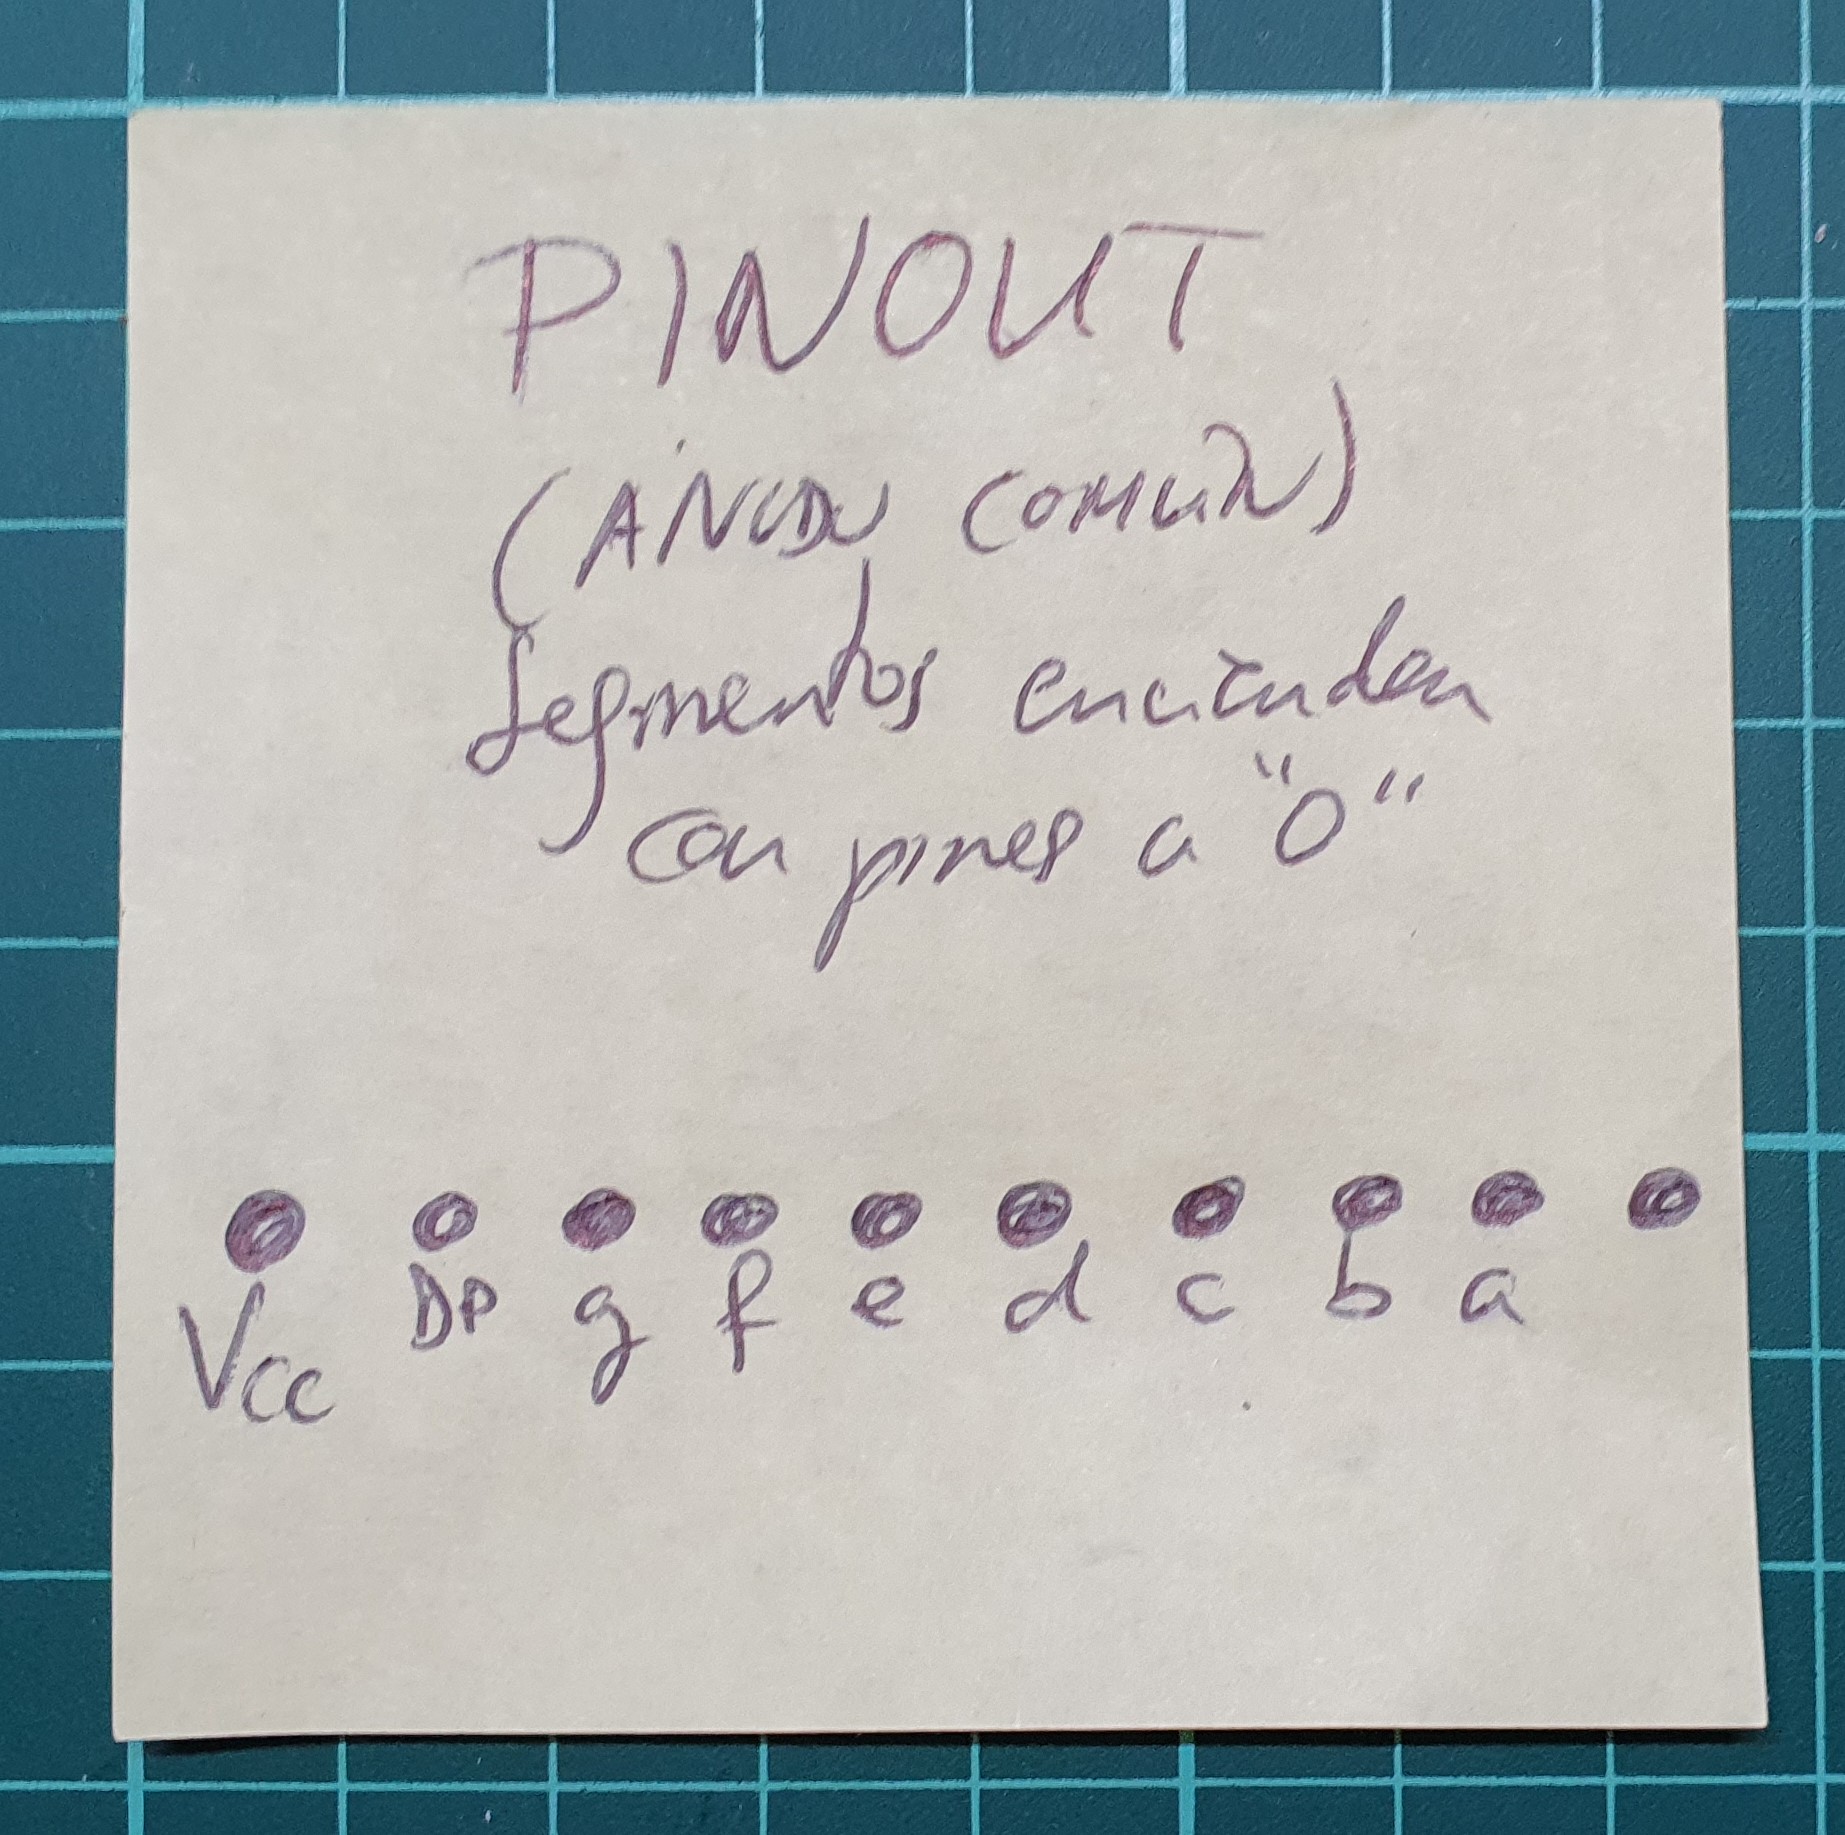 PINOUT
(ÁNODO COMÚN)
Segmentos encienden
con pines a "0"
Vcc DP g f e d c b a